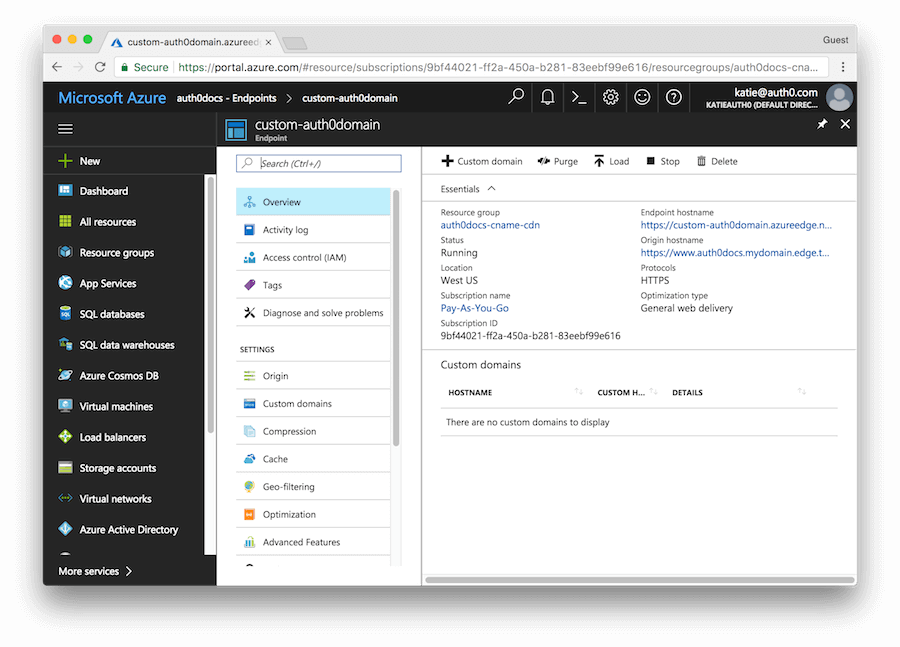 custom-auth0domain.azureed
Guest
Secure https://portal.azure.com/#resource/subscriptions/9bf44021-ff2a-450a-b281-83eebf99e616/resourcegroups/auth0docs-cna...
Microsoft Azure auth0docs - Endpoints > custom-auth0domain
katie@auth0.com
KATIEAUTH0 (DEFAULT DIREC...
custom-auth0domain
Endpoint
New
Dashboard
All resources
Resource groups
App Services
SQL databases
SQL data warehouses
Azure Cosmos DB
Virtual machines
Load balancers
Storage accounts
Virtual networks
Azure Active Directory
More services >
Search (Ctrl+/)
Overview
Activity log
Access control (IAM)
Tags
Diagnose and solve problems
SETTINGS
Origin
Custom domains
Compression
Cache
Geo-filtering
Optimization
Advanced Features
Custom domain Purge Load Stop Delete
Essentials
Resource group
auth0docs-cname-cdn
Status
Running
Location
West US
Subscription name
Pay-As-You-Go
Subscription ID
9bf44021-ff2a-450a-b281-83eebf99e616
Endpoint hostname
https://custom-auth0domain.azureedge.n...
Origin hostname
https://www.auth0docs.mydomain.edge.t...
Protocols
HTTPS
Optimization type
General web delivery
Custom domains
HOSTNAME CUSTOM H... DETAILS
There are no custom domains to display